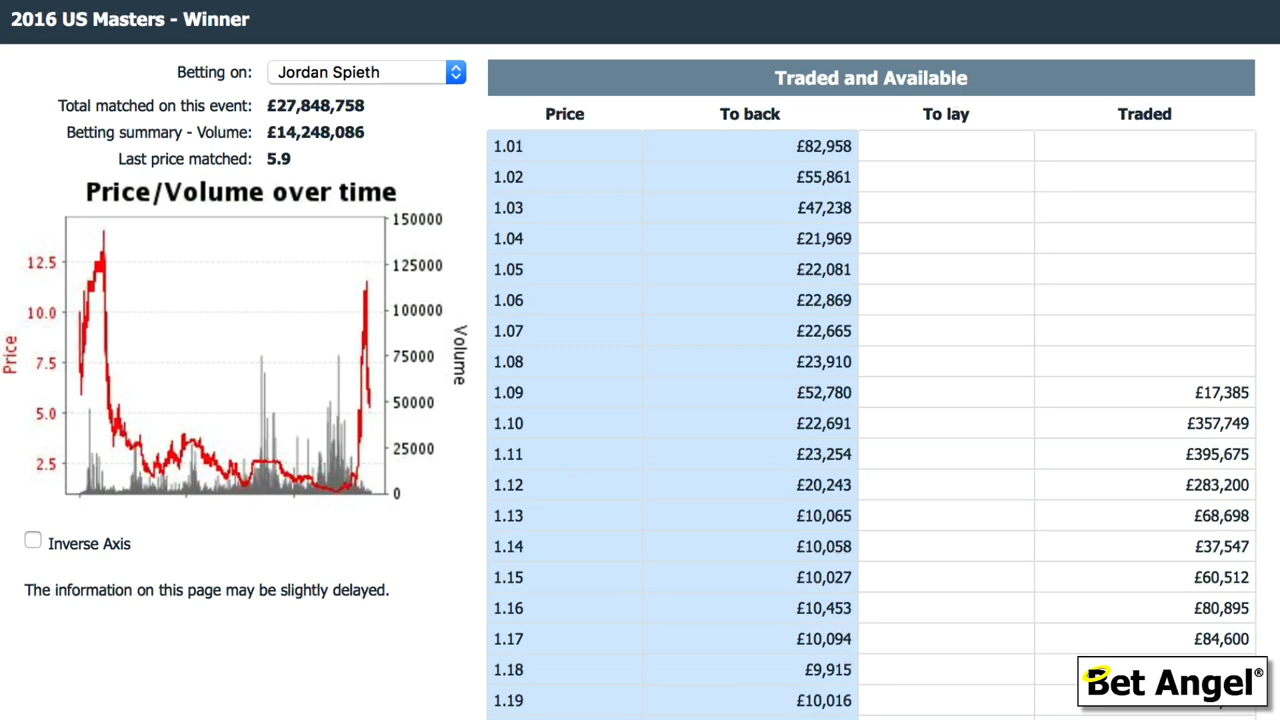 2016 US Masters - Winner
Betting on: Jordan Spieth
Total matched on this event: £27,848,758
Betting summary - Volume: £14,248,086
Last price matched: 5.9
Price/Volume over time
150000
125000
100000
75000
50000
25000
0
12.5
10.0
7.5
5.0
2.5
Price
Volume
Inverse Axis
The information on this page may be slightly delayed.
Traded and Available
Price To back To lay Traded
1.01 £82,958
1.02 £55,861
1.03 £47,238
1.04 £21,969
1.05 £22,081
1.06 £22,869
1.07 £22,665
1.08 £23,910
1.09 £52,780 £17,385
1.10 £22,691 £357,749
1.11 £23,254 £395,675
1.12 £20,243 £283,200
1.13 £10,065 £68,698
1.14 £10,058 £37,547
1.15 £10,027 £60,512
1.16 £10,453 £80,895
1.17 £10,094 £84,600
1.18 £9,915
1.19 £10,016
Bet Angel®